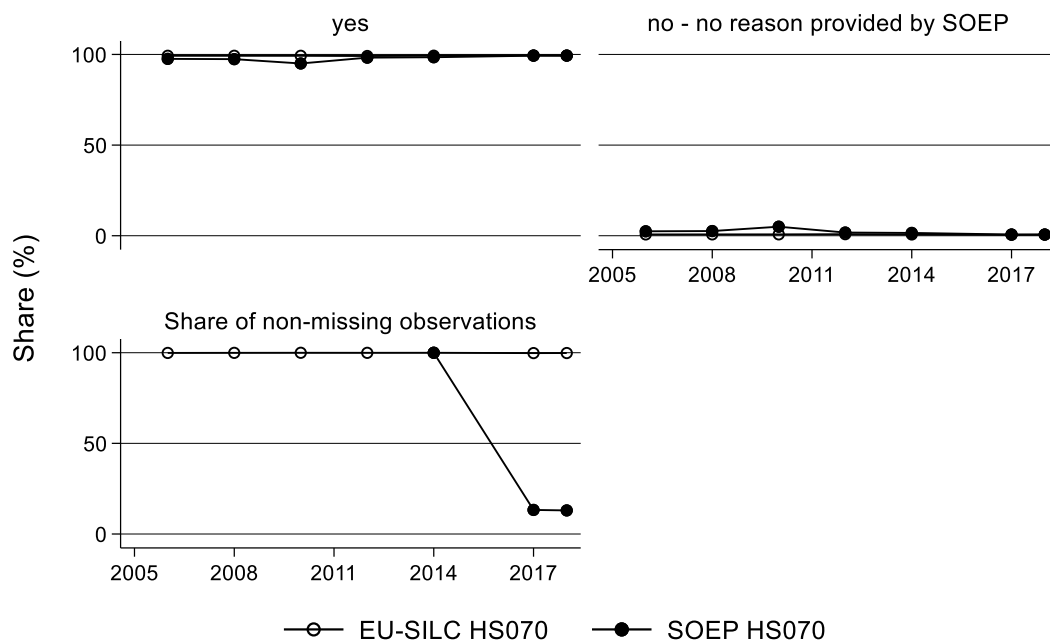 yes
no - no reason provided by SOEP
Share (%)
100
50
0
2005 2008 2011 2014 2017
Share of non-missing observations
100
50
0
2005 2008 2011 2014 2017
EU-SILC HS070 SOEP HS070